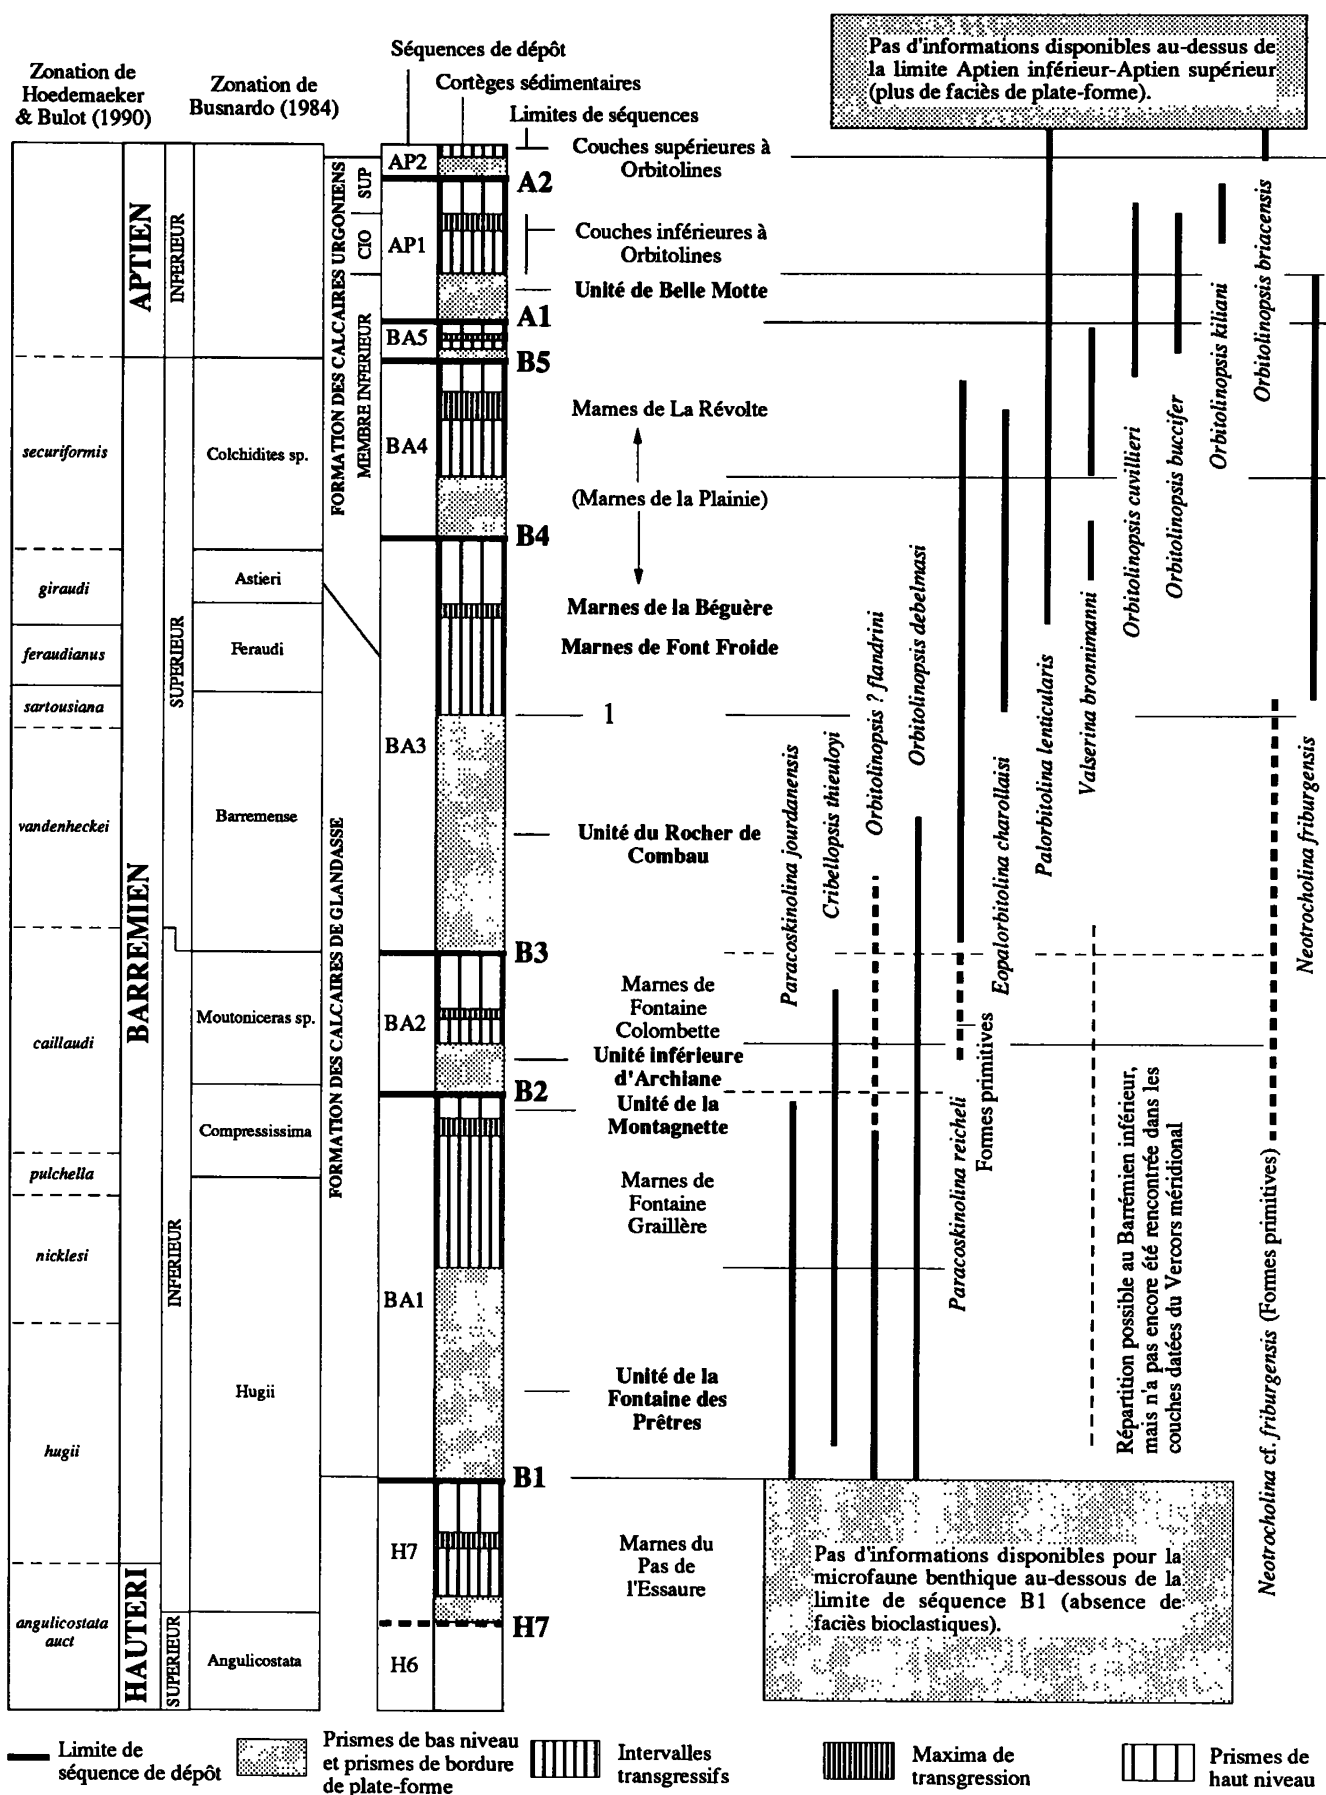 Zonation de
Hoedemaeker
& Bulot (1990)
Zonation de
Busnardo (1984)
Séquences de dépôt
Cortèges sédimentaires
Limites de séquences
Pas d'informations disponibles au-dessus de
la limite Aptien inférieur-Aptien supérieur
(plus de faciès de plate-forme).
APTIEN
BARREMIEN
HAUTERI
INFERIEUR
SUPERIEUR
INFERIEUR
SUPERIEUR
securiformis
giraudi
feraudianus
sartousiana
vandenheckei
caillaudi
pulchella
nicklesi
hugii
angulicostata
auct
Colchidites sp.
Astieri
Feraudi
Barremense
Moutoniceras sp.
Compressissima
Hugii
Angulicostata
FORMATION DES CALCAIRES URGONIENS
SUP
CIO
MEMBRE INFERIEUR
FORMATION DES CALCAIRES DE GLANDASSE
AP2
AP1
BA5
BA4
BA3
BA2
BA1
H7
H6
A2
A1
B5
B4
B3
B2
B1
H7
Couches supérieures à
Orbitolines
Couches inférieures à
Orbitolines
Unité de Belle Motte
Marnes de La Révolte
(Marnes de la Plainie)
Marnes de la Béguère
Marnes de Font Froide
1
Unité du Rocher de
Combau
Marnes de
Fontaine
Colombette
Unité inférieure
d'Archiane
Unité de la
Montagnette
Marnes de
Fontaine
Graillère
Unité de la
Fontaine des
Prêtres
Marnes du
Pas de
l'Essaure
Paracoskinolina jourdanensis
Cribellopsis thieuloyi
Orbitolinopsis ? flandrini
Orbitolinopsis debelmasi
Paracoskinolina reicheli
Formes primitives
Eopalorbitolina charollaisi
Palorbitolina lenticularis
Valserina bronnimanni
Orbitolinopsis cuvillieri
Orbitolinopsis buccifer
Orbitolinopsis kiliani
Orbitolinopsis briacensis
Neotrocholina friburgensis
Neotrocholina cf. friburgensis (Formes primitives)
Répartition possible au Barrémien inférieur,
mais n'a pas encore été rencontrée dans les
couches datées du Vercors méridional
Pas d'informations disponibles pour la
microfaune benthique au-dessous de la
limite de séquence B1 (absence de
faciès bioclastiques).
Limite de
séquence de dépôt
Prismes de bas niveau
et prismes de bordure
de plate-forme
Intervalles
transgressifs
Maxima de
transgression
Prismes de
haut niveau